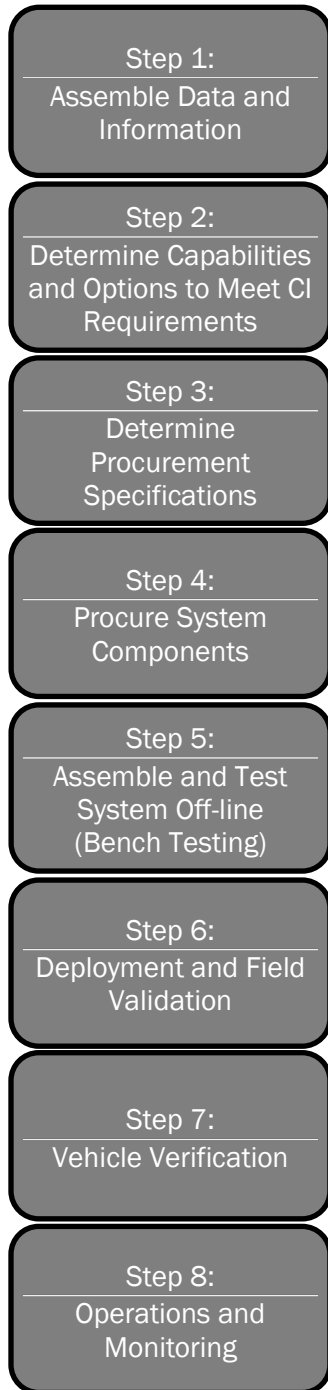 Step 1:
Assemble Data and
Information
Step 2:
Determine Capabilities
and Options to Meet CI
Requirements
Step 3:
Determine
Procurement
Specifications
Step 4:
Procure System
Components
Step 5:
Assemble and Test
System Off-line
(Bench Testing)
Step 6:
Deployment and Field
Validation
Step 7:
Vehicle Verification
Step 8:
Operations and
Monitoring